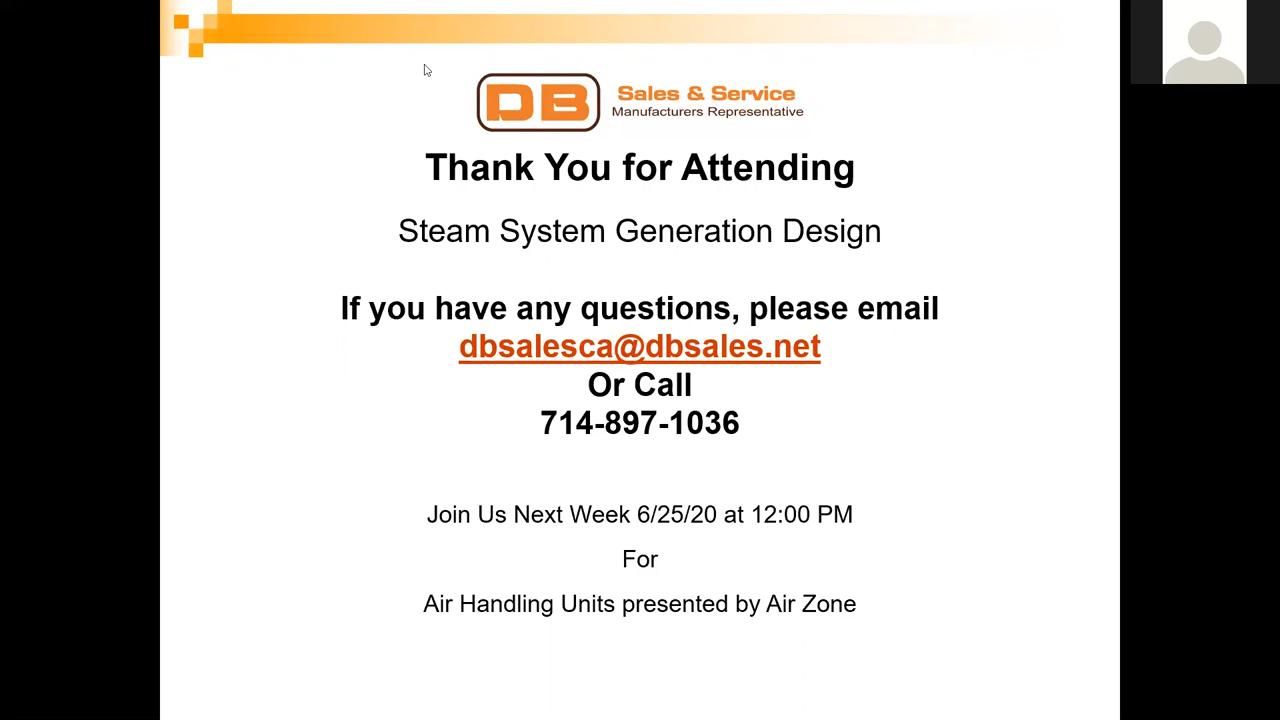 DB
Sales & Service
Manufacturers Representative
Thank You for Attending
Steam System Generation Design
If you have any questions, please email
dbsalesca@dbsales.net
Or Call
714-897-1036
Join Us Next Week 6/25/20 at 12:00 PM
For
Air Handling Units presented by Air Zone